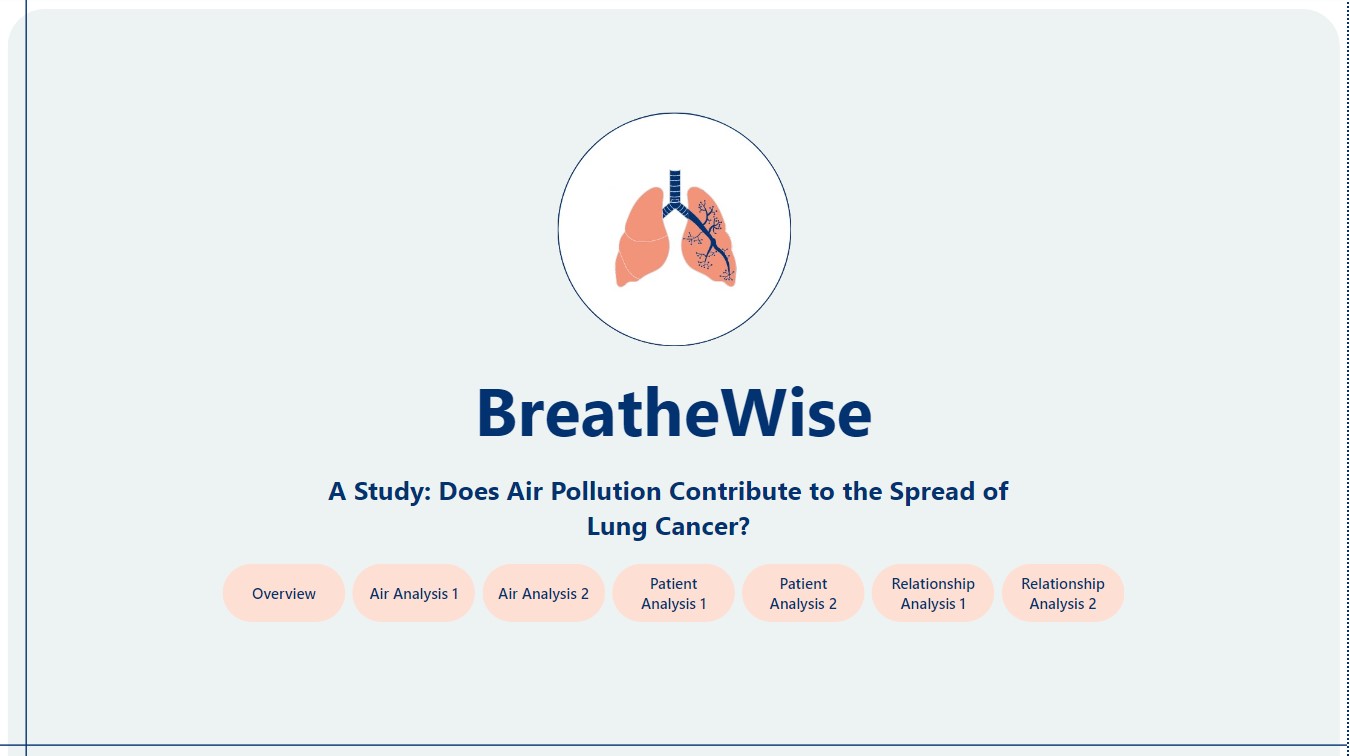 BreatheWise
A Study: Does Air Pollution Contribute to the Spread of
Lung Cancer?
Overview
Air Analysis 1
Air Analysis 2
Patient
Analysis 1
Patient
Analysis 2
Relationship
Analysis 1
Relationship
Analysis 2